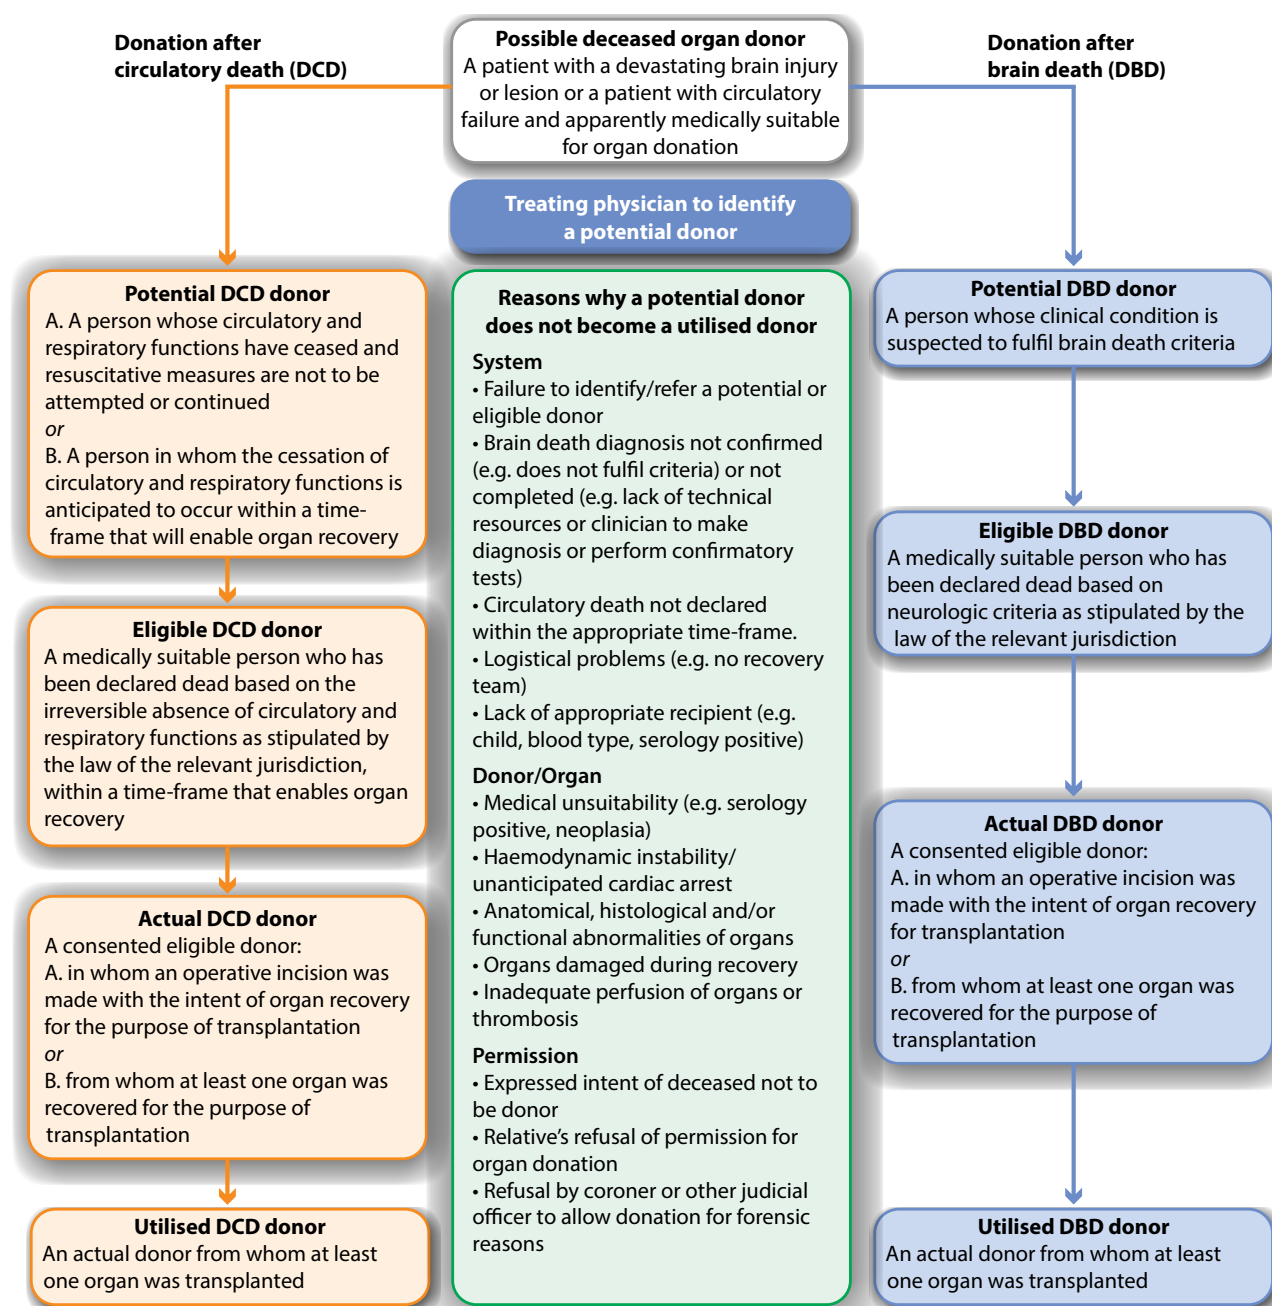 Donation after
circulatory death (DCD)
Possible deceased organ donor
A patient with a devastating brain injury
or lesion or a patient with circulatory
failure and apparently medically suitable
for organ donation
Donation after
brain death (DBD)
Treating physician to identify
a potential donor
Potential DCD donor
A. A person whose circulatory and
respiratory functions have ceased and
resuscitative measures are not to be
attempted or continued
or
B. A person in whom the cessation of
circulatory and respiratory functions is
anticipated to occur within a time-
frame that will enable organ recovery
Eligible DCD donor
A medically suitable person who has
been declared dead based on the
irreversible absence of circulatory and
respiratory functions as stipulated by
the law of the relevant jurisdiction,
within a time-frame that enables organ
recovery
Actual DCD donor
A consented eligible donor:
A. in whom an operative incision was
made with the intent of organ recovery
for the purpose of transplantation
or
B. from whom at least one organ was
recovered for the purpose of
transplantation
Utilised DCD donor
An actual donor from whom at least
one organ was transplanted
Reasons why a potential donor
does not become a utilised donor
System
• Failure to identify/refer a potential or
eligible donor
• Brain death diagnosis not confirmed
(e.g. does not fulfil criteria) or not
completed (e.g. lack of technical
resources or clinician to make
diagnosis or perform confirmatory
tests)
• Circulatory death not declared
within the appropriate time-frame.
• Logistical problems (e.g. no recovery
team)
• Lack of appropriate recipient (e.g.
child, blood type, serology positive)
Donor/Organ
• Medical unsuitability (e.g. serology
positive, neoplasia)
• Haemodynamic instability/
unanticipated cardiac arrest
• Anatomical, histological and/or
functional abnormalities of organs
• Organs damaged during recovery
• Inadequate perfusion of organs or
thrombosis
Permission
• Expressed intent of deceased not to
be donor
• Relative's refusal of permission for
organ donation
• Refusal by coroner or other judicial
officer to allow donation for forensic
reasons
Potential DBD donor
A person whose clinical condition is
suspected to fulfil brain death criteria
Eligible DBD donor
A medically suitable person who has
been declared dead based on
neurologic criteria as stipulated by the
law of the relevant jurisdiction
Actual DBD donor
A consented eligible donor:
A. in whom an operative incision was
made with the intent of organ recovery
for transplantation
or
B. from whom at least one organ was
recovered for the purpose of
transplantation
Utilised DBD donor
An actual donor from whom at least
one organ was transplanted